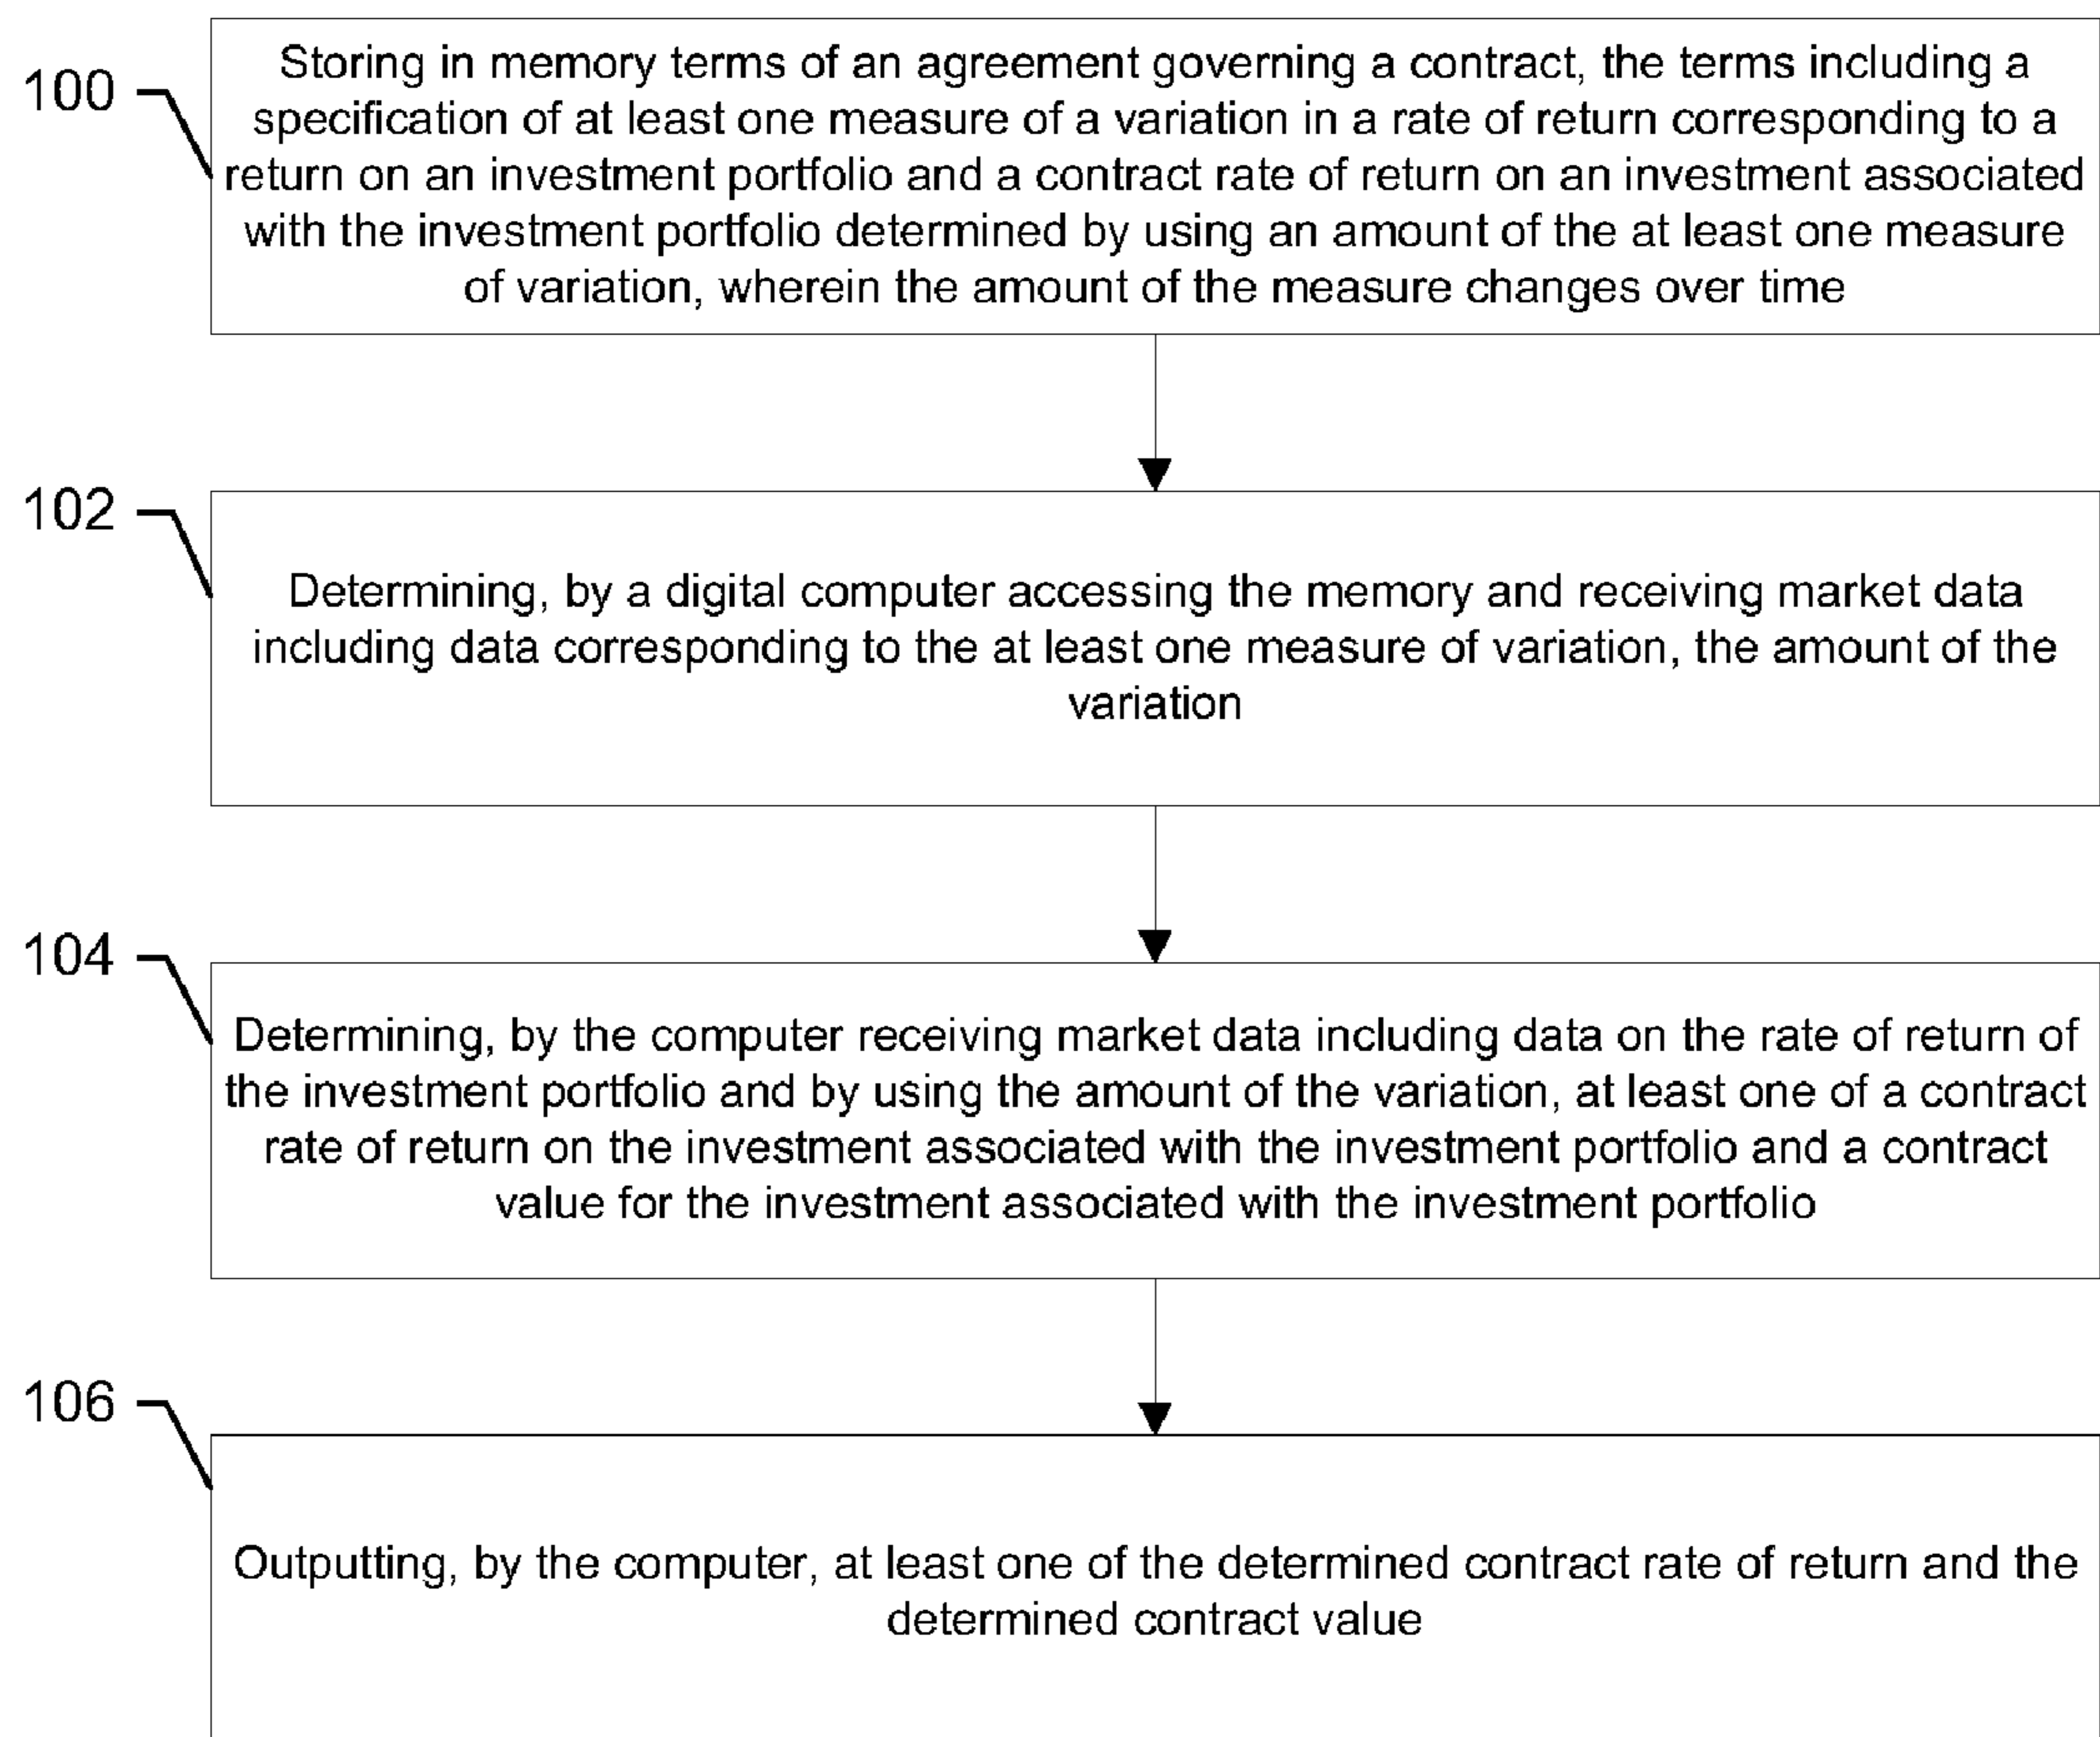 100
Storing in memory terms of an agreement governing a contract, the terms including a
specification of at least one measure of a variation in a rate of return corresponding to a
return on an investment portfolio and a contract rate of return on an investment associated
with the investment portfolio determined by using an amount of the at least one measure
of variation, wherein the amount of the measure changes over time
102
Determining, by a digital computer accessing the memory and receiving market data
including data corresponding to the at least one measure of variation, the amount of the
variation
104
Determining, by the computer receiving market data including data on the rate of return of
the investment portfolio and by using the amount of the variation, at least one of a contract
rate of return on the investment associated with the investment portfolio and a contract
value for the investment associated with the investment portfolio
106
Outputting, by the computer, at least one of the determined contract rate of return and the
determined contract value